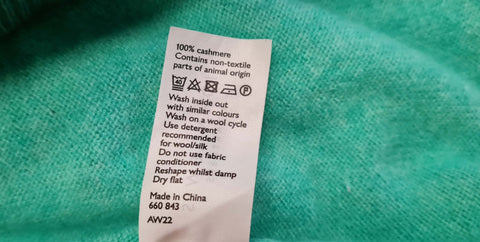 100% cashmere
Contains non-textile
parts of animal origin
40 P
Wash inside out
with similar colours
Wash on a wool cycle
Use detergent
recommended
for wool/silk
Do not use fabric
conditioner
Reshape whilst damp
Dry flat
Made in China
660 843
AW22